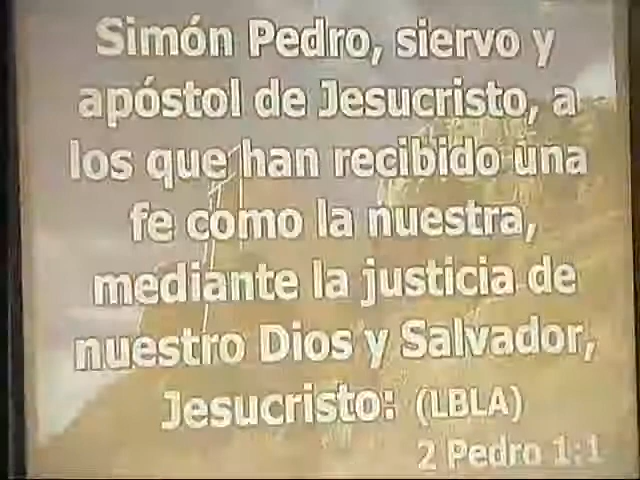 Simón Pedro, siervo y
apóstol de Jesucristo, a
los que han recibido una
fe como la nuestra,
mediante la justicia de
nuestro Dios y Salvador,
Jesucristo: (LBLA)
2 Pedro 1:1